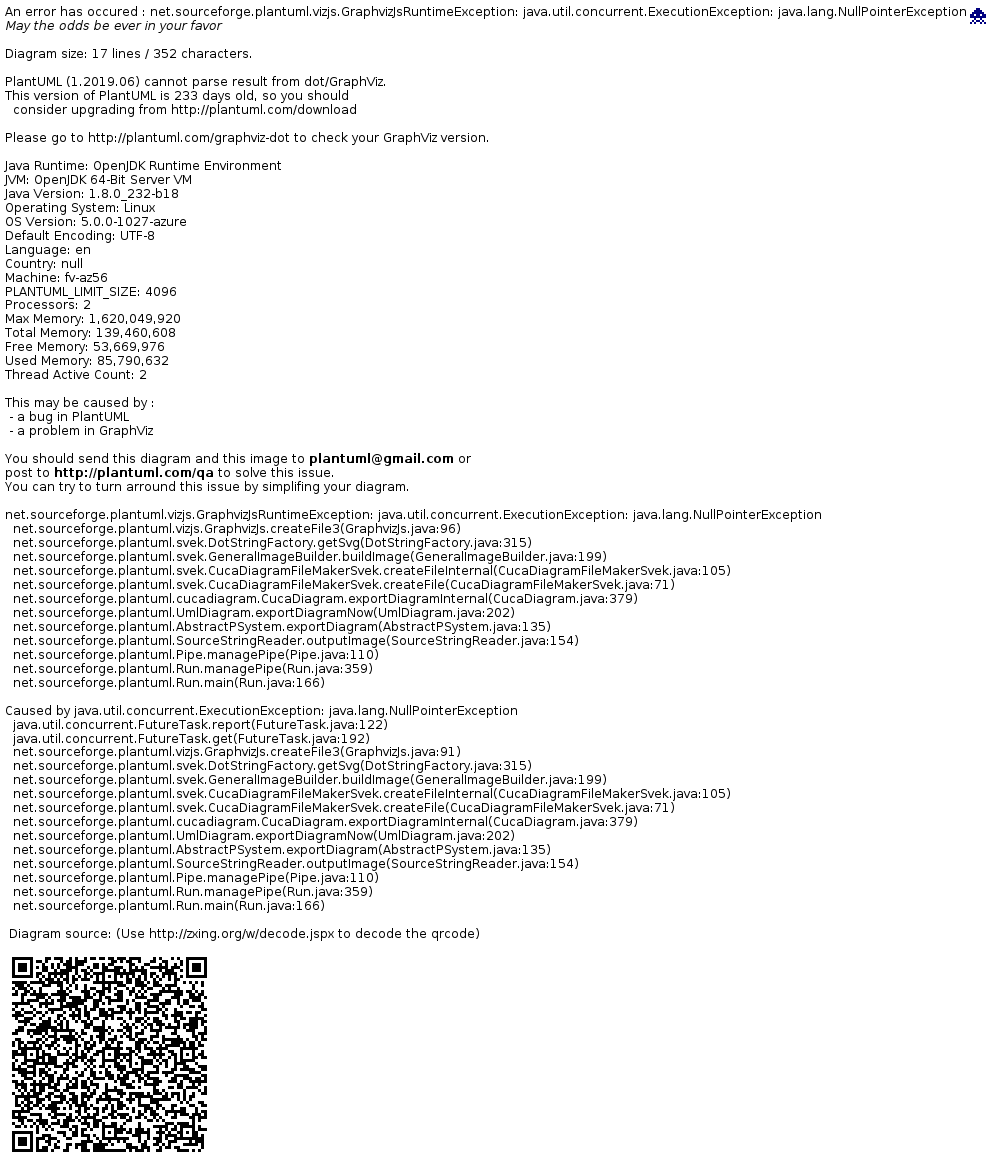 An error has occured : net.sourceforge.plantuml.vizjs.GraphvizJsRuntimeException: java.util.concurrent.ExecutionException: java.lang.NullPointerException
May the odds be ever in your favor
Diagram size: 17 lines / 352 characters.
PlantUML (1.2019.06) cannot parse result from dot/GraphViz.
This version of PlantUML is 233 days old, so you should
consider upgrading from http://plantuml.com/download
Please go to http://plantuml.com/graphviz-dot to check your GraphViz version.
Java Runtime: OpenJDK Runtime Environment
JVM: OpenJDK 64-Bit Server VM
Java Version: 1.8.0_232-b18
Operating System: Linux
OS Version: 5.0.0-1027-azure
Default Encoding: UTF-8
Language: en
Country: null
Machine: fv-az56
PLANTUML_LIMIT_SIZE: 4096
Processors: 2
Max Memory: 1,620,049,920
Total Memory: 139,460,608
Free Memory: 53,669,976
Used Memory: 85,790,632
Thread Active Count: 2
This may be caused by :
- a bug in PlantUML
- a problem in GraphViz
You should send this diagram and this image to plantuml@gmail.com or
post to http://plantuml.com/qa to solve this issue.
You can try to turn arround this issue by simplifing your diagram.
net.sourceforge.plantuml.vizjs.GraphvizJsRuntimeException: java.util.concurrent.ExecutionException: java.lang.NullPointerException
net.sourceforge.plantuml.vizjs.GraphvizJs.createFile3(GraphvizJs.java:96)
net.sourceforge.plantuml.svek.DotStringFactory.getSvg(DotStringFactory.java:315)
net.sourceforge.plantuml.svek.GeneralImageBuilder.buildImage(GeneralImageBuilder.java:199)
net.sourceforge.plantuml.svek.CucaDiagramFileMakerSvek.createFileInternal(CucaDiagramFileMakerSvek.java:105)
net.sourceforge.plantuml.svek.CucaDiagramFileMakerSvek.createFile(CucaDiagramFileMakerSvek.java:71)
net.sourceforge.plantuml.cucadiagram.CucaDiagram.exportDiagramInternal(CucaDiagram.java:379)
net.sourceforge.plantuml.UmlDiagram.exportDiagramNow(UmlDiagram.java:202)
net.sourceforge.plantuml.AbstractPSystem.exportDiagram(AbstractPSystem.java:135)
net.sourceforge.plantuml.SourceStringReader.outputImage(SourceStringReader.java:154)
net.sourceforge.plantuml.Pipe.managePipe(Pipe.java:110)
net.sourceforge.plantuml.Run.managePipe(Run.java:359)
net.sourceforge.plantuml.Run.main(Run.java:166)
Caused by java.util.concurrent.ExecutionException: java.lang.NullPointerException
java.util.concurrent.FutureTask.report(FutureTask.java:122)
java.util.concurrent.FutureTask.get(FutureTask.java:192)
net.sourceforge.plantuml.vizjs.GraphvizJs.createFile3(GraphvizJs.java:91)
net.sourceforge.plantuml.svek.DotStringFactory.getSvg(DotStringFactory.java:315)
net.sourceforge.plantuml.svek.GeneralImageBuilder.buildImage(GeneralImageBuilder.java:199)
net.sourceforge.plantuml.svek.CucaDiagramFileMakerSvek.createFileInternal(CucaDiagramFileMakerSvek.java:105)
net.sourceforge.plantuml.svek.CucaDiagramFileMakerSvek.createFile(CucaDiagramFileMakerSvek.java:71)
net.sourceforge.plantuml.cucadiagram.CucaDiagram.exportDiagramInternal(CucaDiagram.java:379)
net.sourceforge.plantuml.UmlDiagram.exportDiagramNow(UmlDiagram.java:202)
net.sourceforge.plantuml.AbstractPSystem.exportDiagram(AbstractPSystem.java:135)
net.sourceforge.plantuml.SourceStringReader.outputImage(SourceStringReader.java:154)
net.sourceforge.plantuml.Pipe.managePipe(Pipe.java:110)
net.sourceforge.plantuml.Run.managePipe(Run.java:359)
net.sourceforge.plantuml.Run.main(Run.java:166)
Diagram source: (Use http://zxing.org/w/decode.jspx to decode the qrcode)